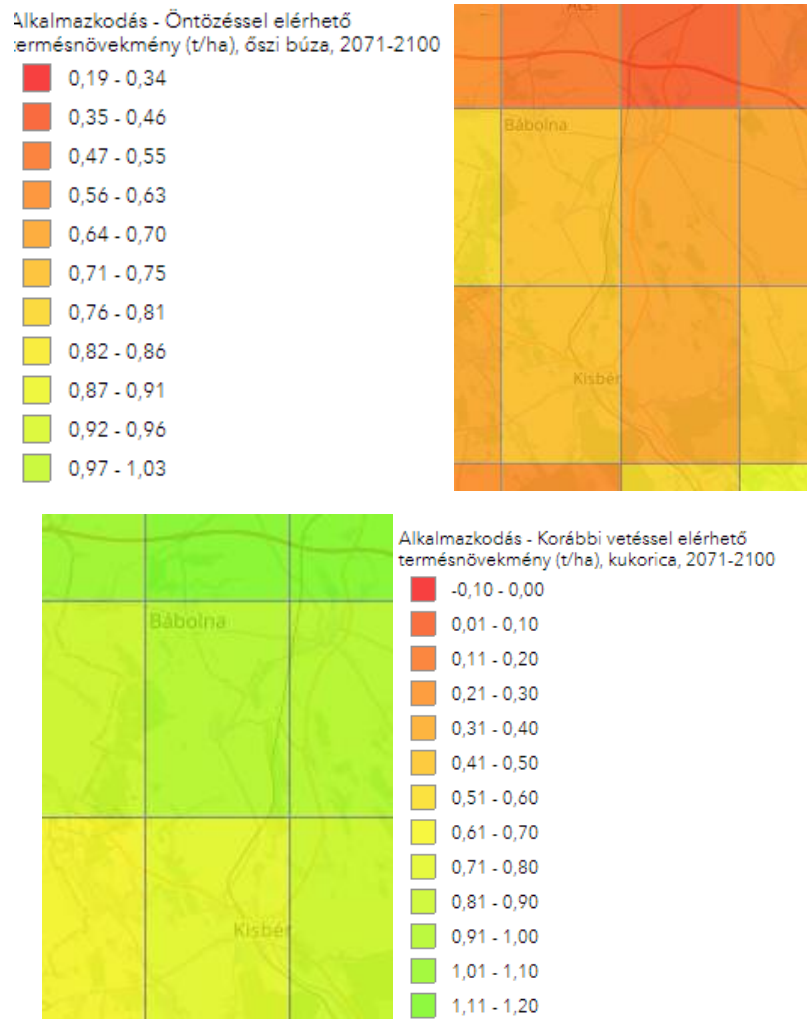 Alkalmazkodás - Öntözéssel elérhető
termésnövekmény (t/ha), őszi búza, 2071-2100
0,19 - 0,34
0,35 - 0,46
0,47 - 0,55
0,56 - 0,63
0,64 - 0,70
0,71 - 0,75
0,76 - 0,81
0,82 - 0,86
0,87 - 0,91
0,92 - 0,96
0,97 - 1,03
Ács
Bábolna
Kisbér
Bábolna
Kisbér
Alkalmazkodás - Korábbi vetéssel elérhető
termésnövekmény (t/ha), kukorica, 2071-2100
-0,10 - 0,00
0,01 - 0,10
0,11 - 0,20
0,21 - 0,30
0,31 - 0,40
0,41 - 0,50
0,51 - 0,60
0,61 - 0,70
0,71 - 0,80
0,81 - 0,90
0,91 - 1,00
1,01 - 1,10
1,11 - 1,20